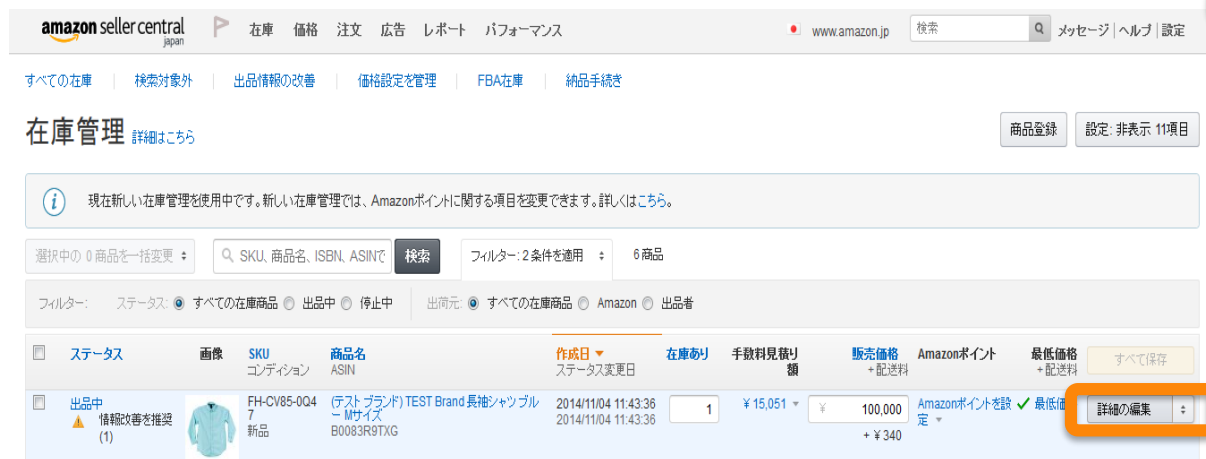 amazon seller central
japan
在庫 価格 注文 広告 レポート パフォーマンス
www.amazon.jp
検索
メッセージ | ヘルプ | 設定
すべての在庫 | 検索対象外 | 出品情報の改善 | 価格設定を管理 | FBA在庫 | 納品手続き
在庫管理 詳細はこちら
商品登録
設定: 非表示 11項目
現在新しい在庫管理を使用中です。新しい在庫管理では、Amazonポイントに関する項目を変更できます。詳しくはこちら。
選択中の 0 商品を一括変更
SKU、商品名、ISBN、ASINで
検索
フィルター: 2 条件を適用
6 商品
フィルター: ステータス: すべての在庫商品 出品中 停止中 出荷元: すべての在庫商品 Amazon 出品者
ステータス 画像 SKU 商品名 作成日 在庫あり 手数料見積り 販売価格 Amazonポイント 最低価格 すべて保存
コンディション ASIN ステータス変更日 額 + 配送料 + 配送料
出品中 FH-CV85-0Q4 (テスト ブランド) TEST Brand 長袖シャツ ブル 2014/11/04 11:43:36 1 ¥ 15,051 ¥ 100,000 Amazonポイントを設 最低価 詳細の編集
情報改善を推奨 7 ー Mサイズ 2014/11/04 11:43:36 定
(1) 新品 B0083R9TXG + ¥ 340